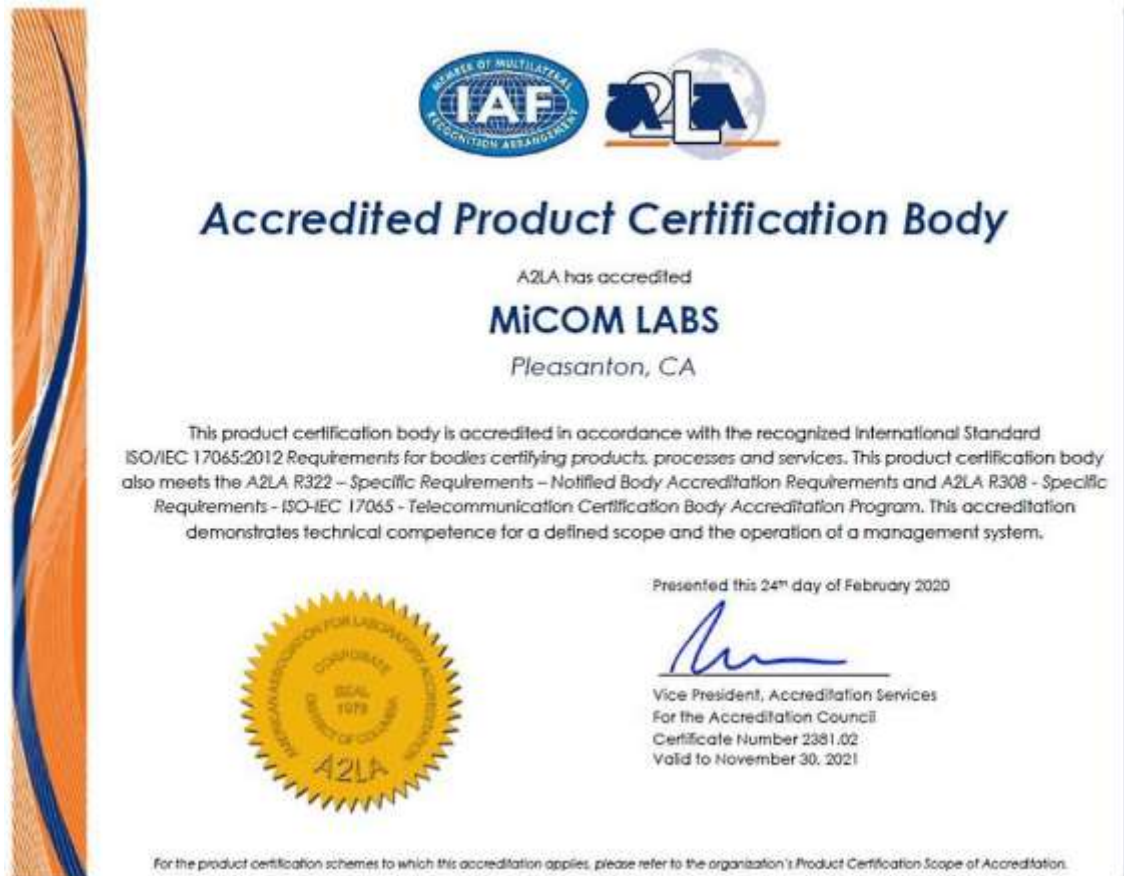 MEMBER OF MULTILATERAL
IAF
RECOGNITION ARRANGEMENT
a2La
Accredited Product Certification Body
A2LA has accredited
MiCOM LABS
Pleasanton, CA
This product certification body is accredited in accordance with the recognized International Standard
ISO/IEC 17065:2012 Requirements for bodies certifying products, processes and services. This product certification body
also meets the A2LA R322 – Specific Requirements – Notified Body Accreditation Requirements and A2LA R308 - Specific
Requirements - ISO-IEC 17065 - Telecommunication Certification Body Accreditation Program. This accreditation
demonstrates technical competence for a defined scope and the operation of a management system.
Presented this 24th day of February 2020
AMERICAN ASSOCIATION FOR LABORATORY ACCREDITATION
CORPORATE
SEAL
1978
DISTRICT OF COLUMBIA
A2LA
Vice President, Accreditation Services
For the Accreditation Council
Certificate Number 2381.02
Valid to November 30, 2021
For the product certification schemes to which this accreditation applies, please refer to the organization's Product Certification Scope of Accreditation.